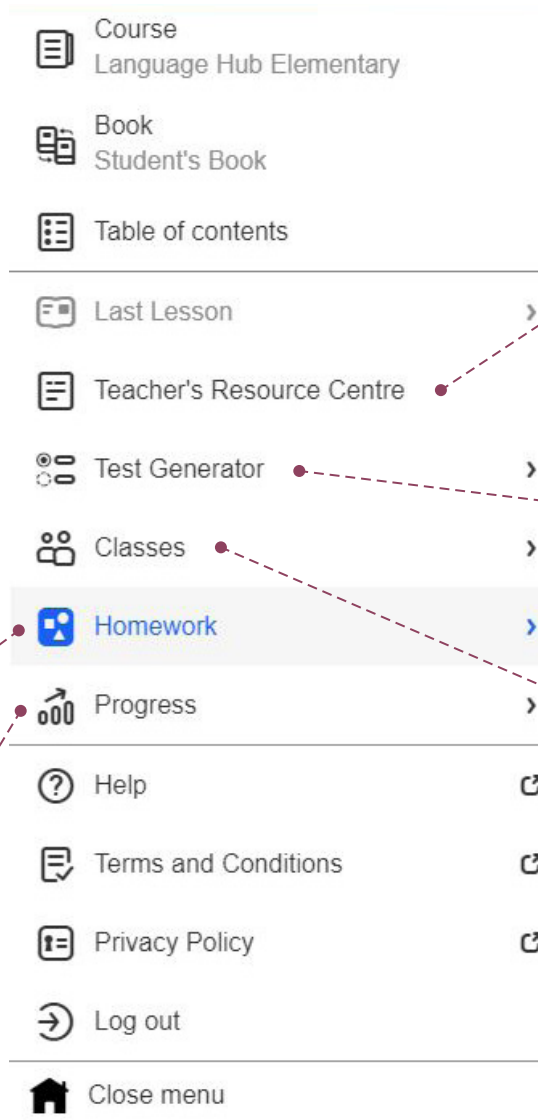 Course
Language Hub Elementary
Book
Student's Book
Table of contents
Last Lesson
Teacher's Resource Centre
Test Generator
Classes
Homework
Progress
Help
Terms and Conditions
Privacy Policy
Log out
Close menu